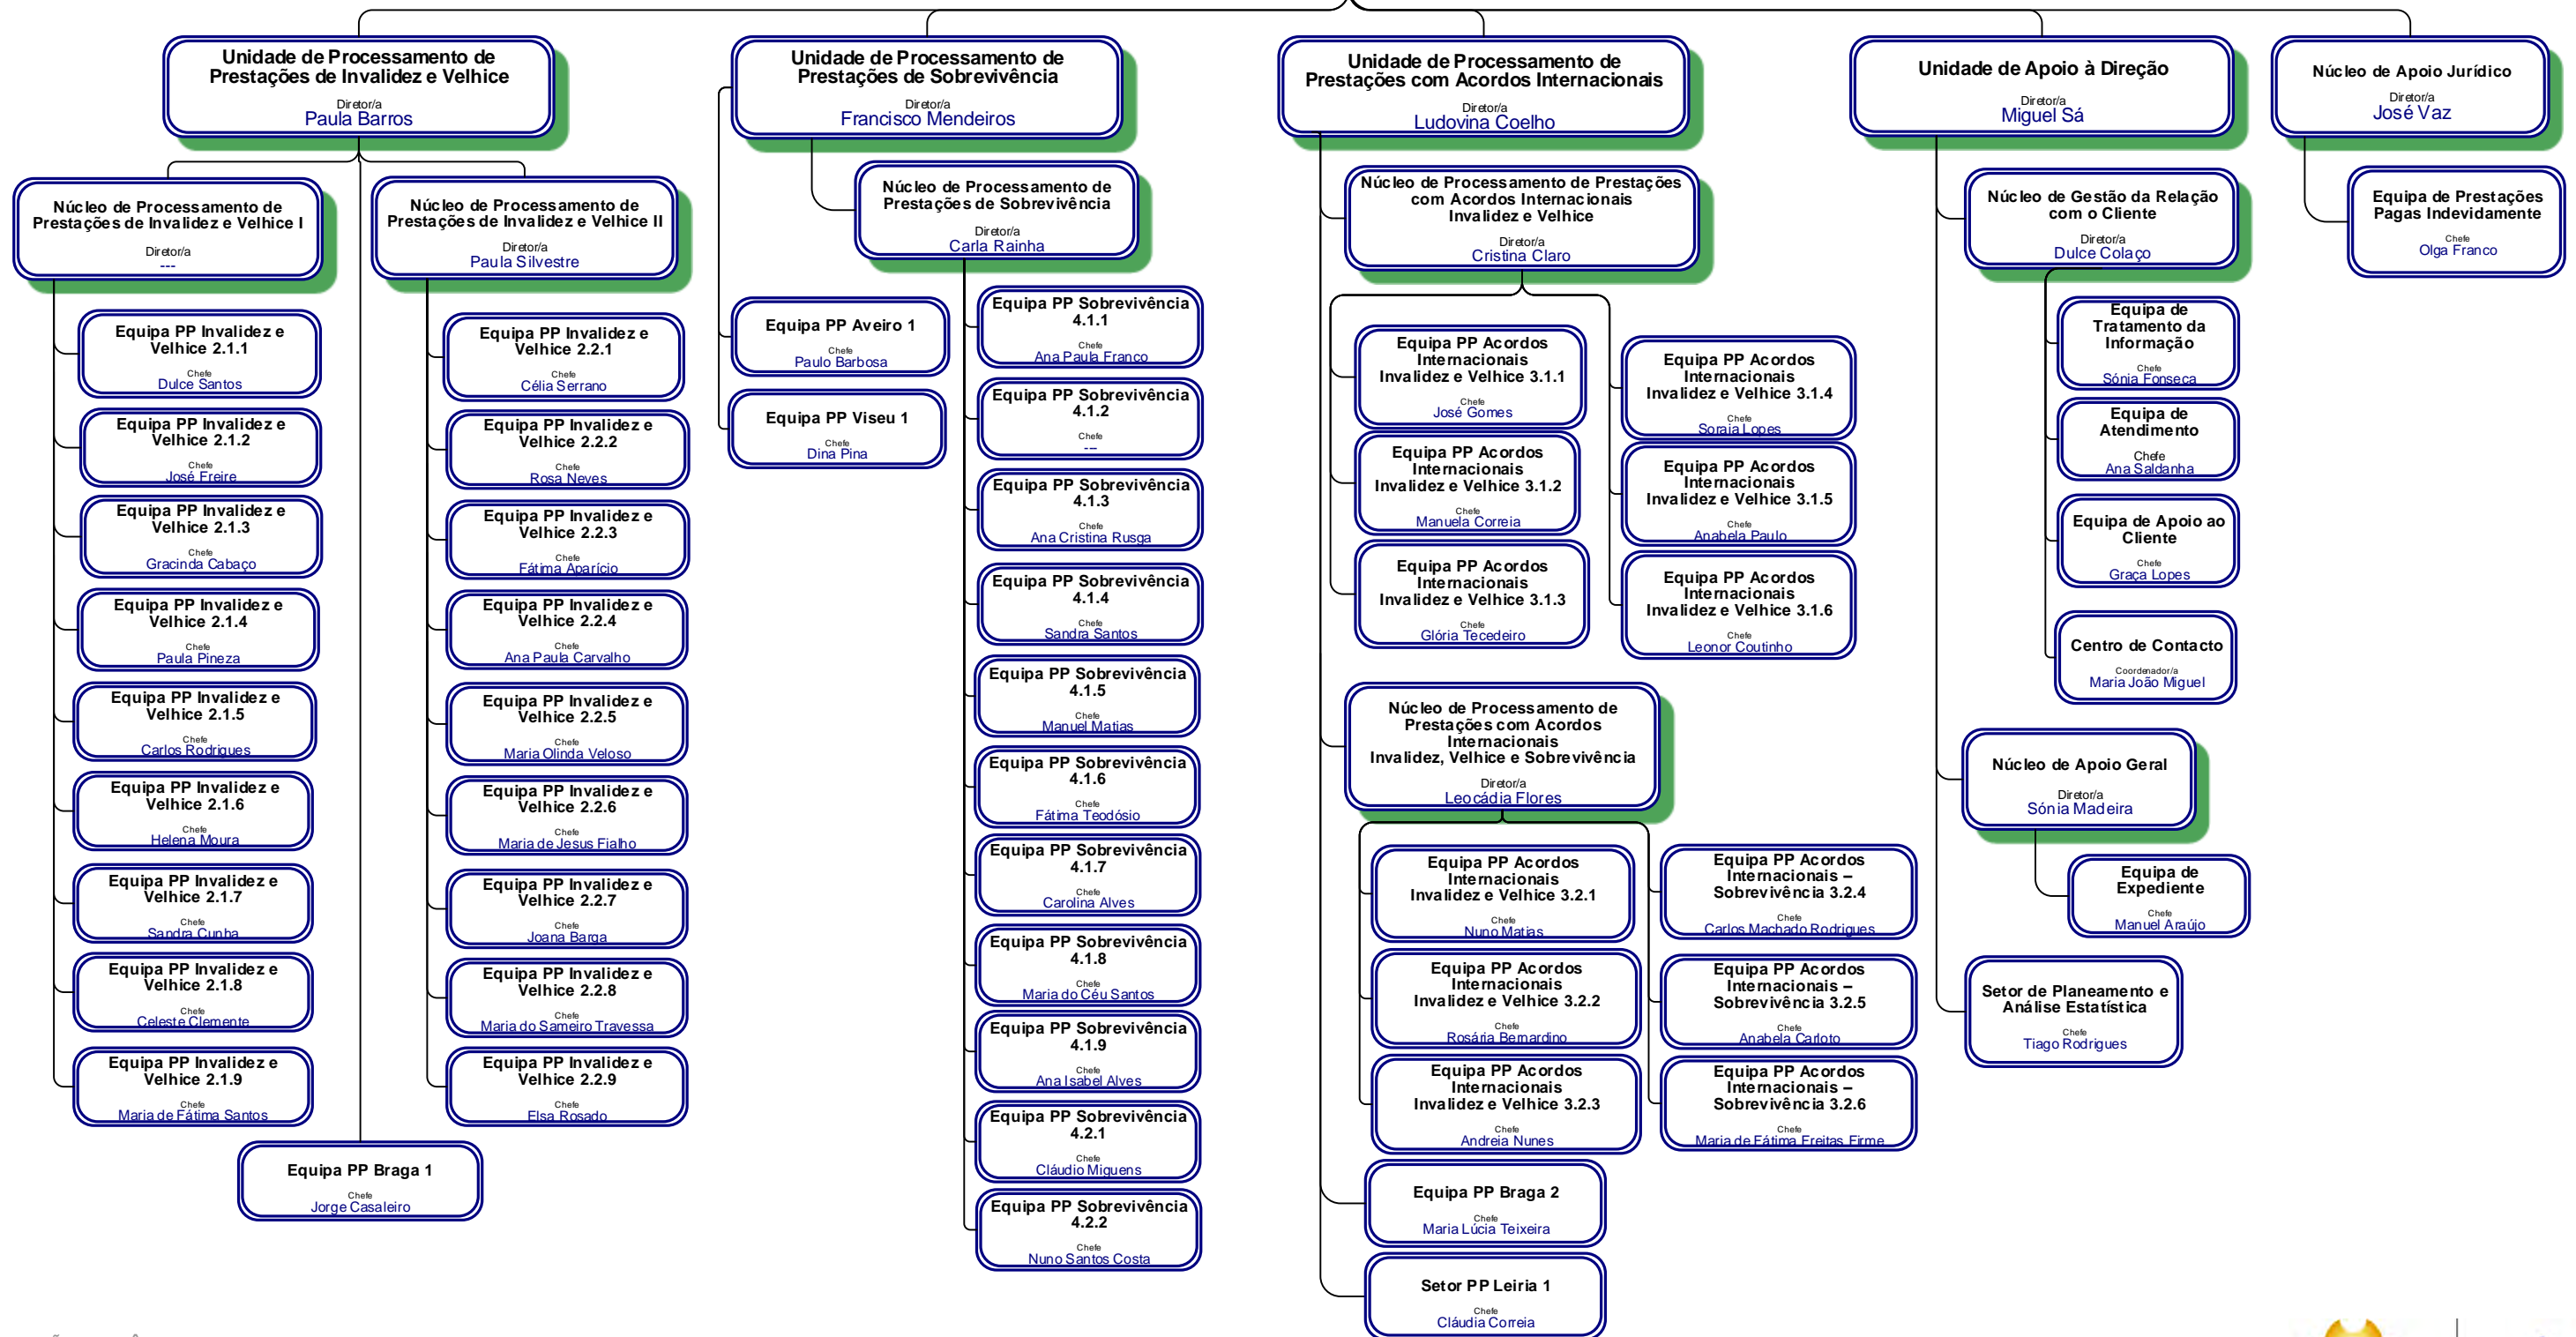 Unidade de Processamento de
Prestações de Invalidez e Velhice
Diretor/a
Paula Barros
Núcleo de Processamento de
Prestações de Invalidez e Velhice I
Diretor/a
---
Equipa PP Invalidez e
Velhice 2.1.1
Chefe
Dulce Santos
Equipa PP Invalidez e
Velhice 2.1.2
Chefe
José Freire
Equipa PP Invalidez e
Velhice 2.1.3
Chefe
Gracinda Cabaço
Equipa PP Invalidez e
Velhice 2.1.4
Chefe
Paula Pineza
Equipa PP Invalidez e
Velhice 2.1.5
Chefe
Carlos Rodrigues
Equipa PP Invalidez e
Velhice 2.1.6
Chefe
Helena Moura
Equipa PP Invalidez e
Velhice 2.1.7
Chefe
Sandra Cunha
Equipa PP Invalidez e
Velhice 2.1.8
Chefe
Celeste Clemente
Equipa PP Invalidez e
Velhice 2.1.9
Chefe
Maria de Fátima Santos
Núcleo de Processamento de
Prestações de Invalidez e Velhice II
Diretor/a
Paula Silvestre
Equipa PP Invalidez e
Velhice 2.2.1
Chefe
Célia Serrano
Equipa PP Invalidez e
Velhice 2.2.2
Chefe
Rosa Neves
Equipa PP Invalidez e
Velhice 2.2.3
Chefe
Fátima Aparício
Equipa PP Invalidez e
Velhice 2.2.4
Chefe
Ana Paula Carvalho
Equipa PP Invalidez e
Velhice 2.2.5
Chefe
Maria Olinda Veloso
Equipa PP Invalidez e
Velhice 2.2.6
Chefe
Maria de Jesus Fialho
Equipa PP Invalidez e
Velhice 2.2.7
Chefe
Joana Barga
Equipa PP Invalidez e
Velhice 2.2.8
Chefe
Maria do Sameiro Travessa
Equipa PP Invalidez e
Velhice 2.2.9
Chefe
Elsa Rosado
Equipa PP Braga 1
Chefe
Jorge Casaleiro
Unidade de Processamento de
Prestações de Sobrevivência
Diretor/a
Francisco Mendeiros
Núcleo de Processamento de
Prestações de Sobrevivência
Diretor/a
Carla Rainha
Equipa PP Aveiro 1
Chefe
Paulo Barbosa
Equipa PP Viseu 1
Chefe
Dina Pina
Equipa PP Sobrevivência
4.1.1
Chefe
Ana Paula Franco
Equipa PP Sobrevivência
4.1.2
Chefe
---
Equipa PP Sobrevivência
4.1.3
Chefe
Ana Cristina Rusga
Equipa PP Sobrevivência
4.1.4
Chefe
Sandra Santos
Equipa PP Sobrevivência
4.1.5
Chefe
Manuel Matias
Equipa PP Sobrevivência
4.1.6
Chefe
Fátima Teodósio
Equipa PP Sobrevivência
4.1.7
Chefe
Carolina Alves
Equipa PP Sobrevivência
4.1.8
Chefe
Maria do Céu Santos
Equipa PP Sobrevivência
4.1.9
Chefe
Ana Isabel Alves
Equipa PP Sobrevivência
4.2.1
Chefe
Cláudio Miguens
Equipa PP Sobrevivência
4.2.2
Chefe
Nuno Santos Costa
Unidade de Processamento de
Prestações com Acordos Internacionais
Diretor/a
Ludovina Coelho
Núcleo de Processamento de Prestações
com Acordos Internacionais
Invalidez e Velhice
Diretor/a
Cristina Claro
Equipa PP Acordos
Internacionais
Invalidez e Velhice 3.1.1
Chefe
José Gomes
Equipa PP Acordos
Internacionais
Invalidez e Velhice 3.1.2
Chefe
Manuela Correia
Equipa PP Acordos
Internacionais
Invalidez e Velhice 3.1.3
Chefe
Glória Tecedeiro
Equipa PP Acordos
Internacionais
Invalidez e Velhice 3.1.4
Chefe
Soraia Lopes
Equipa PP Acordos
Internacionais
Invalidez e Velhice 3.1.5
Chefe
Anabela Paulo
Equipa PP Acordos
Internacionais
Invalidez e Velhice 3.1.6
Chefe
Leonor Coutinho
Núcleo de Processamento de
Prestações com Acordos
Internacionais
Invalidez, Velhice e Sobrevivência
Diretor/a
Leocádia Flores
Equipa PP Acordos
Internacionais
Invalidez e Velhice 3.2.1
Chefe
Nuno Matias
Equipa PP Acordos
Internacionais
Invalidez e Velhice 3.2.2
Chefe
Rosária Bernardino
Equipa PP Acordos
Internacionais
Invalidez e Velhice 3.2.3
Chefe
Andreia Nunes
Equipa PP Acordos
Internacionais –
Sobrevivência 3.2.4
Chefe
Carlos Machado Rodrigues
Equipa PP Acordos
Internacionais –
Sobrevivência 3.2.5
Chefe
Anabela Carloto
Equipa PP Acordos
Internacionais –
Sobrevivência 3.2.6
Chefe
Maria de Fátima Freitas Firme
Equipa PP Braga 2
Chefe
Maria Lúcia Teixeira
Setor PP Leiria 1
Chefe
Cláudia Correia
Unidade de Apoio à Direção
Diretor/a
Miguel Sá
Núcleo de Gestão da Relação
com o Cliente
Diretor/a
Dulce Colaço
Equipa de
Tratamento da
Informação
Chefe
Sónia Fonseca
Equipa de
Atendimento
Chefe
Ana Saldanha
Equipa de Apoio ao
Cliente
Chefe
Graça Lopes
Centro de Contacto
Coordenador/a
Maria João Miguel
Núcleo de Apoio Geral
Diretor/a
Sónia Madeira
Equipa de
Expediente
Chefe
Manuel Araújo
Setor de Planeamento e
Análise Estatística
Chefe
Tiago Rodrigues
Núcleo de Apoio Jurídico
Diretor/a
José Vaz
Equipa de Prestações
Pagas Indevidamente
Chefe
Olga Franco